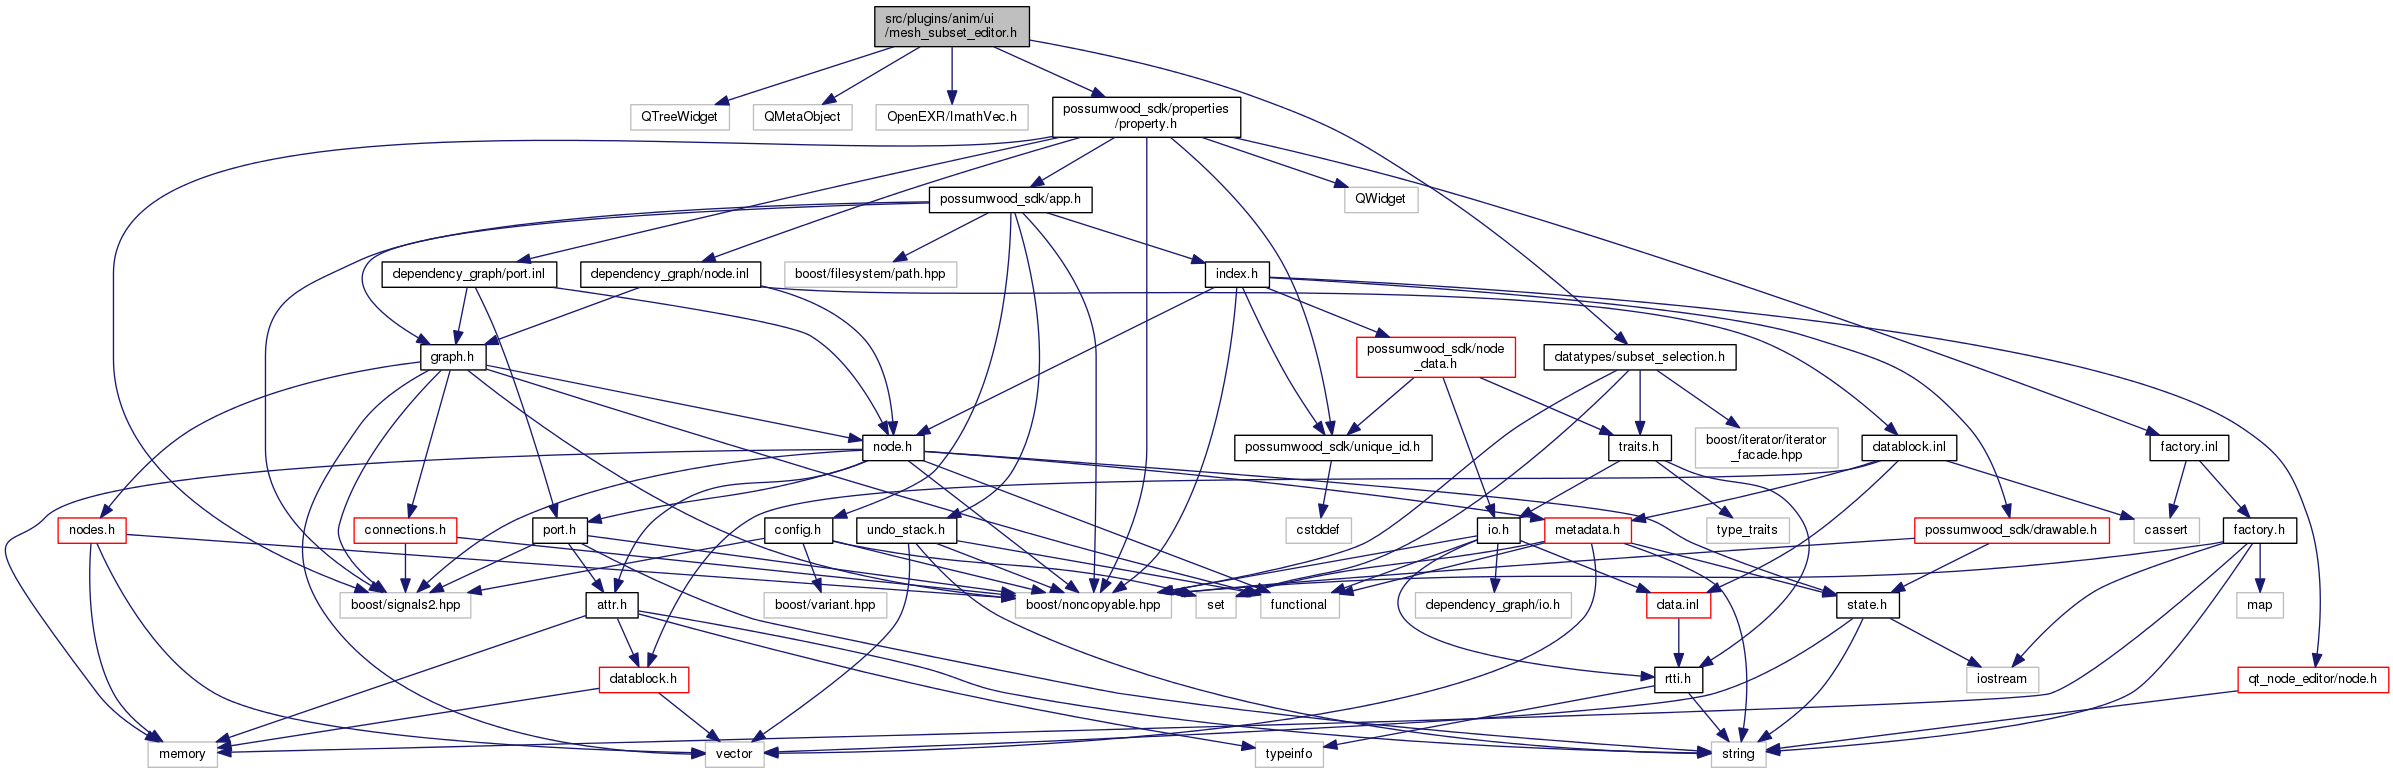 src/plugins/anim/ui
/mesh_subset_editor.h
QTreeWidget
QMetaObject
OpenEXR/ImathVec.h
possumwood_sdk/properties
/property.h
possumwood_sdk/app.h
QWidget
dependency_graph/port.inl
dependency_graph/node.inl
boost/filesystem/path.hpp
index.h
graph.h
possumwood_sdk/node
_data.h
datatypes/subset_selection.h
node.h
possumwood_sdk/unique_id.h
traits.h
boost/iterator/iterator
_facade.hpp
datablock.inl
factory.inl
nodes.h
connections.h
port.h
config.h
undo_stack.h
cstddef
io.h
metadata.h
type_traits
possumwood_sdk/drawable.h
cassert
factory.h
boost/signals2.hpp
attr.h
boost/variant.hpp
boost/noncopyable.hpp
set
functional
dependency_graph/io.h
data.inl
state.h
map
datablock.h
rtti.h
iostream
qt_node_editor/node.h
memory
vector
typeinfo
string